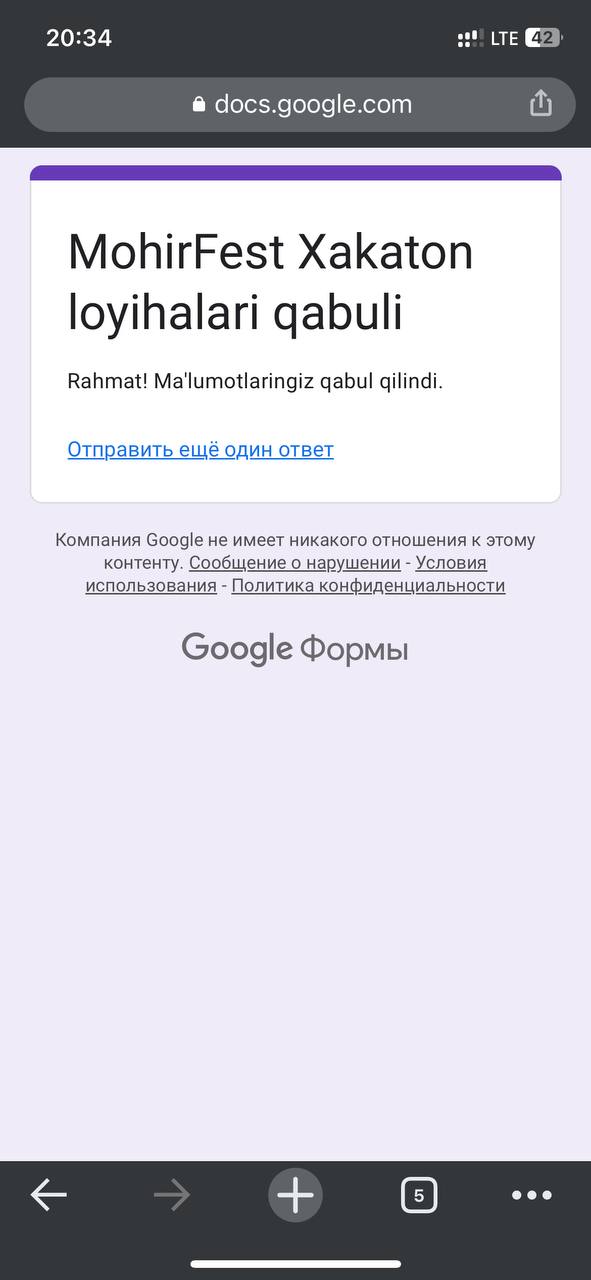 20:34
LTE
42
docs.google.com
MohirFest Xakaton
loyihalari qabuli
Rahmat! Ma'lumotlaringiz qabul qilindi.
Отправить ещё один ответ
Компания Google не имеет никакого отношения к этому
контенту. Сообщение о нарушении - Условия
использования - Политика конфиденциальности
Google Формы
5